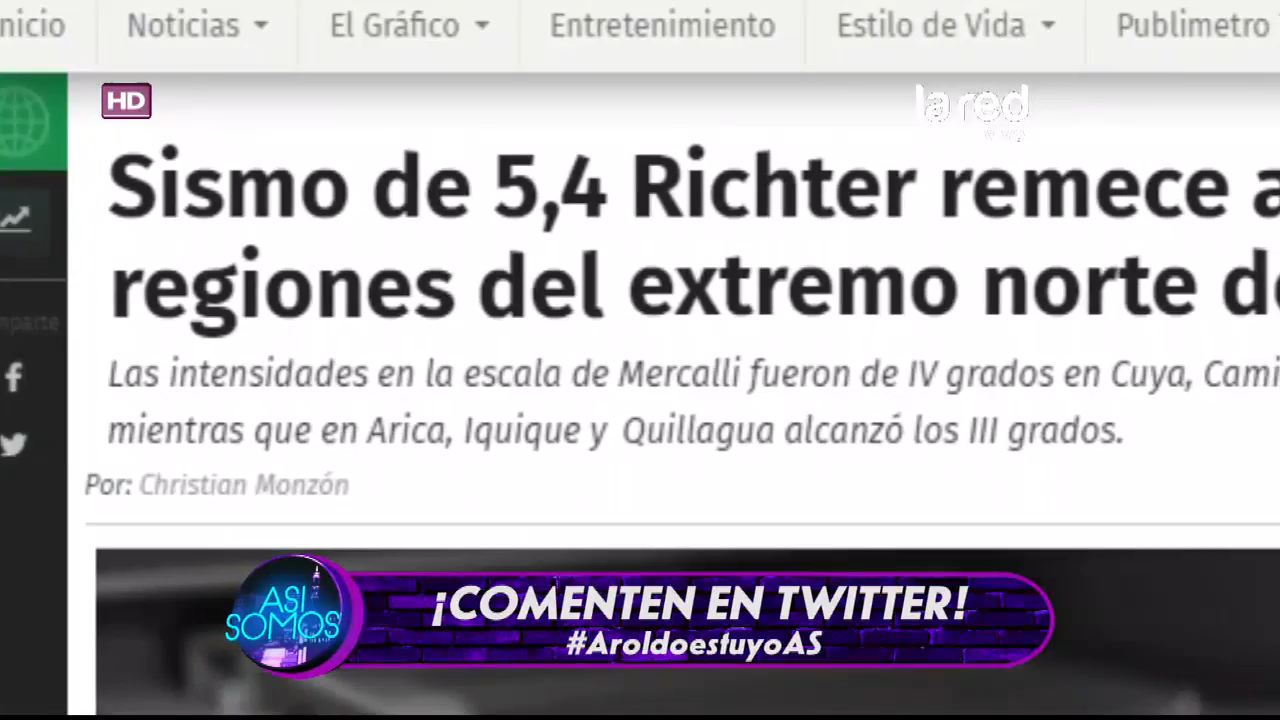 nicio Noticias El Gráfico Entretenimiento Estilo de Vida Publimetro
HD
la red
Sismo de 5,4 Richter remece a
regiones del extremo norte de
mparte
Las intensidades en la escala de Mercalli fueron de IV grados en Cuya, Cami
mientras que en Arica, Iquique y Quillagua alcanzó los III grados.
Por: Christian Monzón
ASI
SOMOS
¡COMENTEN EN TWITTER!
#AroldoestuyoAS